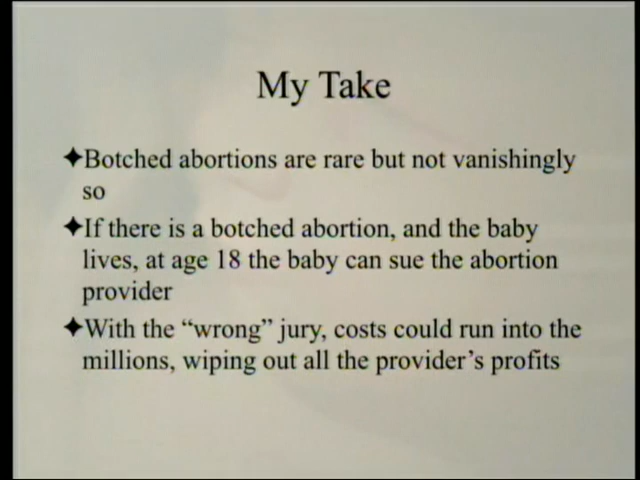 My Take
✦Botched abortions are rare but not vanishingly
so
✦If there is a botched abortion, and the baby
lives, at age 18 the baby can sue the abortion
provider
✦With the “wrong” jury, costs could run into the
millions, wiping out all the provider’s profits